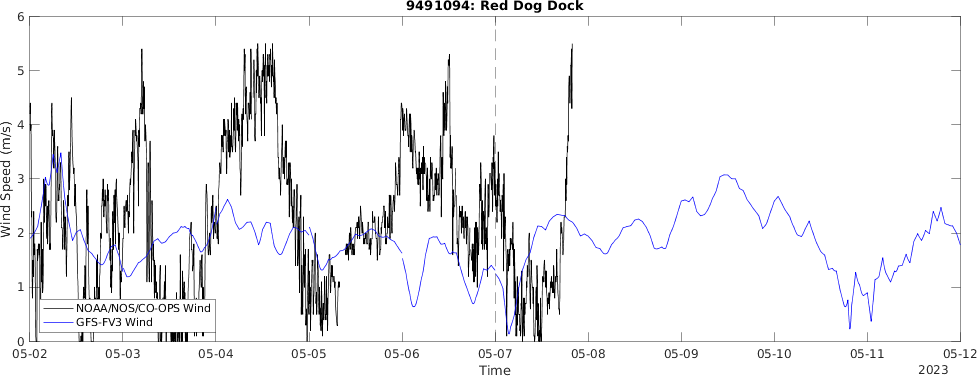 9491094: Red Dog Dock
Wind Speed (m/s)
6
5
4
3
2
1
0
NOAA/NOS/CO-OPS Wind
GFS-FV3 Wind
05-02 05-03 05-04 05-05 05-06 05-07 05-08 05-09 05-10 05-11 05-12
Time
2023